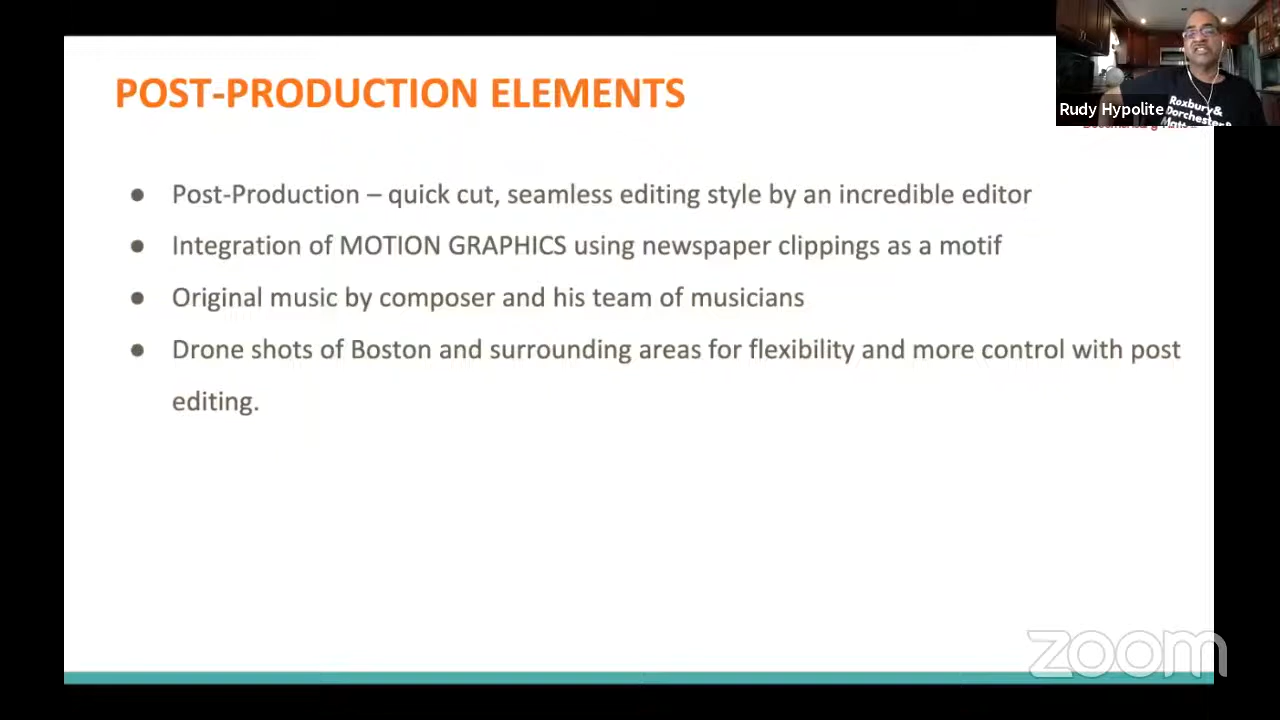 POST-PRODUCTION ELEMENTS
Rudy Hypolite
Roxbury&
Dorchester&
● Post-Production – quick cut, seamless editing style by an incredible editor
● Integration of MOTION GRAPHICS using newspaper clippings as a motif
● Original music by composer and his team of musicians
● Drone shots of Boston and surrounding areas for flexibility and more control with post
editing.
zoom